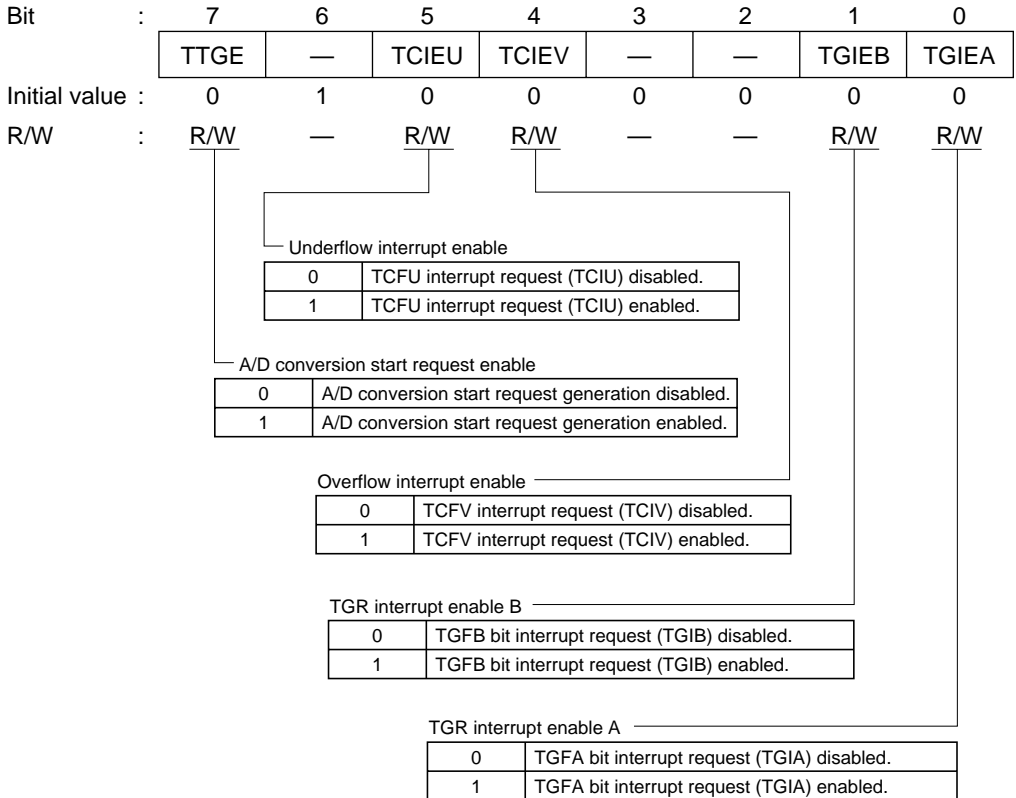 Bit : 7 6 5 4 3 2 1 0
TTGE — TCIEU TCIEV — — TGIEB TGIEA
Initial value : 0 1 0 0 0 0 0 0
R/W : R/W — R/W R/W — — R/W R/W
Underflow interrupt enable
0 TCFU interrupt request (TCIU) disabled.
1 TCFU interrupt request (TCIU) enabled.
A/D conversion start request enable
0 A/D conversion start request generation disabled.
1 A/D conversion start request generation enabled.
Overflow interrupt enable
0 TCFV interrupt request (TCIV) disabled.
1 TCFV interrupt request (TCIV) enabled.
TGR interrupt enable B
0 TGFB bit interrupt request (TGIB) disabled.
1 TGFB bit interrupt request (TGIB) enabled.
TGR interrupt enable A
0 TGFA bit interrupt request (TGIA) disabled.
1 TGFA bit interrupt request (TGIA) enabled.